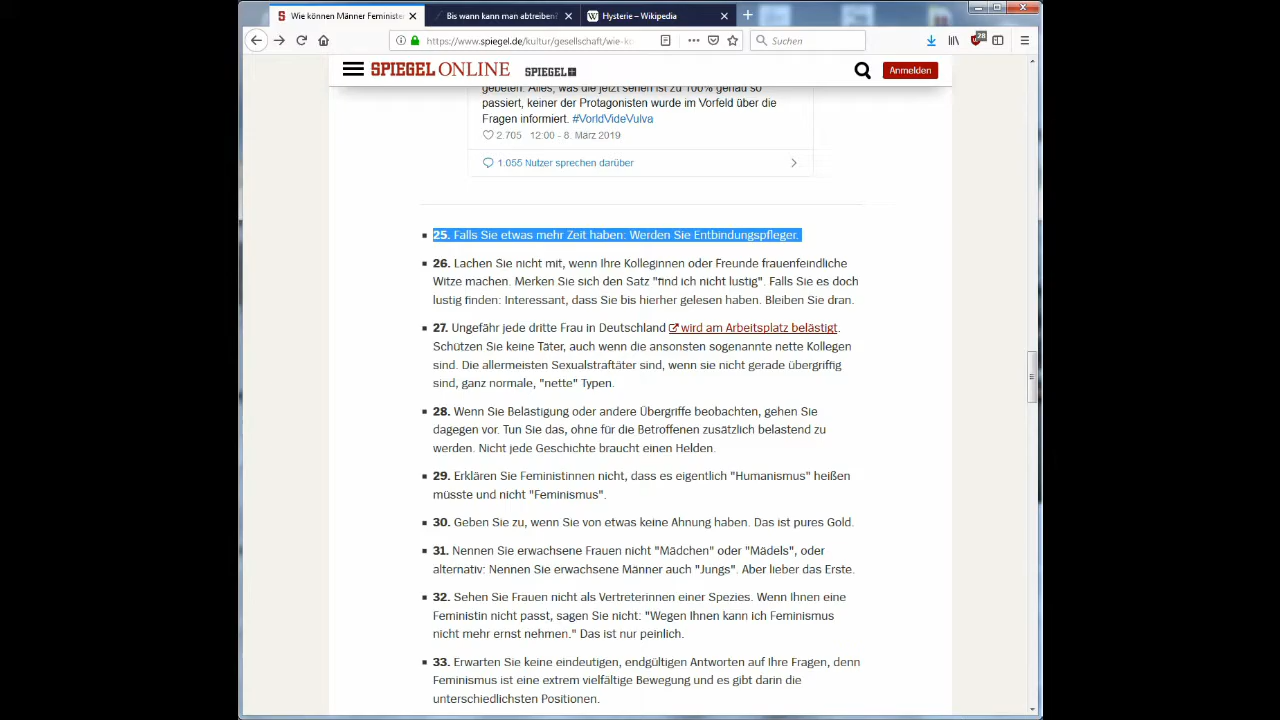 Wie können Männer Feministe
Bis wann kann man abtreiben?
Hysterie – Wikipedia
https://www.spiegel.de/kultur/gesellschaft/wie-ko
Suchen
28
SPIEGEL ONLINE
SPIEGEL+
Anmelden
gebeten. Alles, was die jetzt sehen ist zu 100% genau so
passiert, keiner der Protagonisten wurde im Vorfeld über die
Fragen informiert. #VorldVideVulva
2.705 12:00 - 8. März 2019
1.055 Nutzer sprechen darüber
25. Falls Sie etwas mehr Zeit haben: Werden Sie Entbindungspfleger.
26. Lachen Sie nicht mit, wenn Ihre Kolleginnen oder Freunde frauenfeindliche
Witze machen. Merken Sie sich den Satz "find ich nicht lustig". Falls Sie es doch
lustig finden: Interessant, dass Sie bis hierher gelesen haben. Bleiben Sie dran.
27. Ungefähr jede dritte Frau in Deutschland wird am Arbeitsplatz belästigt.
Schützen Sie keine Täter, auch wenn die ansonsten sogenannte nette Kollegen
sind. Die allermeisten Sexualstraftäter sind, wenn sie nicht gerade übergriffig
sind, ganz normale, "nette" Typen.
28. Wenn Sie Belästigung oder andere Übergriffe beobachten, gehen Sie
dagegen vor. Tun Sie das, ohne für die Betroffenen zusätzlich belastend zu
werden. Nicht jede Geschichte braucht einen Helden.
29. Erklären Sie Feministinnen nicht, dass es eigentlich "Humanismus" heißen
müsste und nicht "Feminismus".
30. Geben Sie zu, wenn Sie von etwas keine Ahnung haben. Das ist pures Gold.
31. Nennen Sie erwachsene Frauen nicht "Mädchen" oder "Mädels", oder
alternativ: Nennen Sie erwachsene Männer auch "Jungs". Aber lieber das Erste.
32. Sehen Sie Frauen nicht als Vertreterinnen einer Spezies. Wenn Ihnen eine
Feministin nicht passt, sagen Sie nicht: "Wegen Ihnen kann ich Feminismus
nicht mehr ernst nehmen." Das ist nur peinlich.
33. Erwarten Sie keine eindeutigen, endgültigen Antworten auf Ihre Fragen, denn
Feminismus ist eine extrem vielfältige Bewegung und es gibt darin die
unterschiedlichsten Positionen.